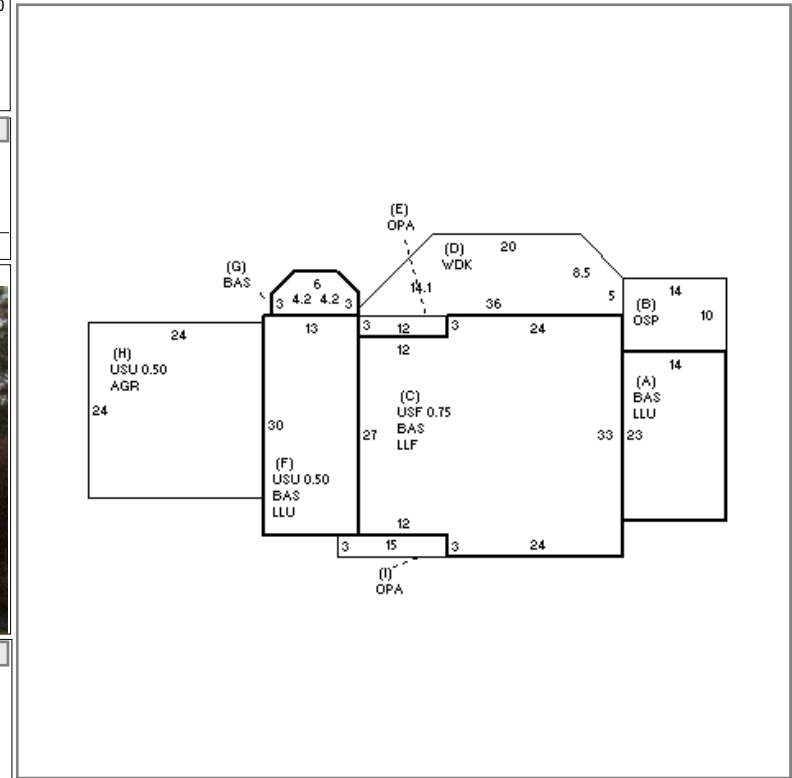 (E)
OPA
(D)
WDK
20
8.5
14.1
5
36
(G)
BAS
6
3 4.2 4.2 3
14
(B)
OSP
10
24
(H)
USU 0.50
AGR
24
13
3 12 3
12
24
14
(A)
BAS
LLU
(C)
USF 0.75
BAS
LLF
30
27
33
23
(F)
USU 0.50
BAS
LLU
12
3 15 3
24
(I)
OPA